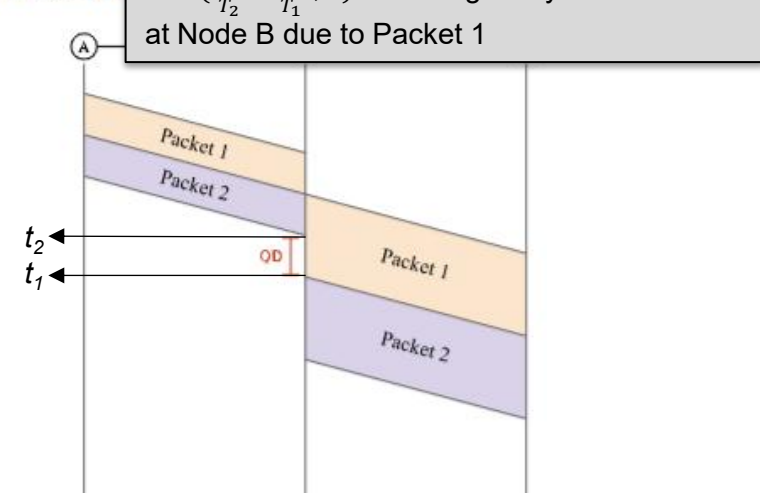 at Node B due to Packet 1
A
Packet 1
Packet 2
t₂
QD
t₁
Packet 1
Packet 2